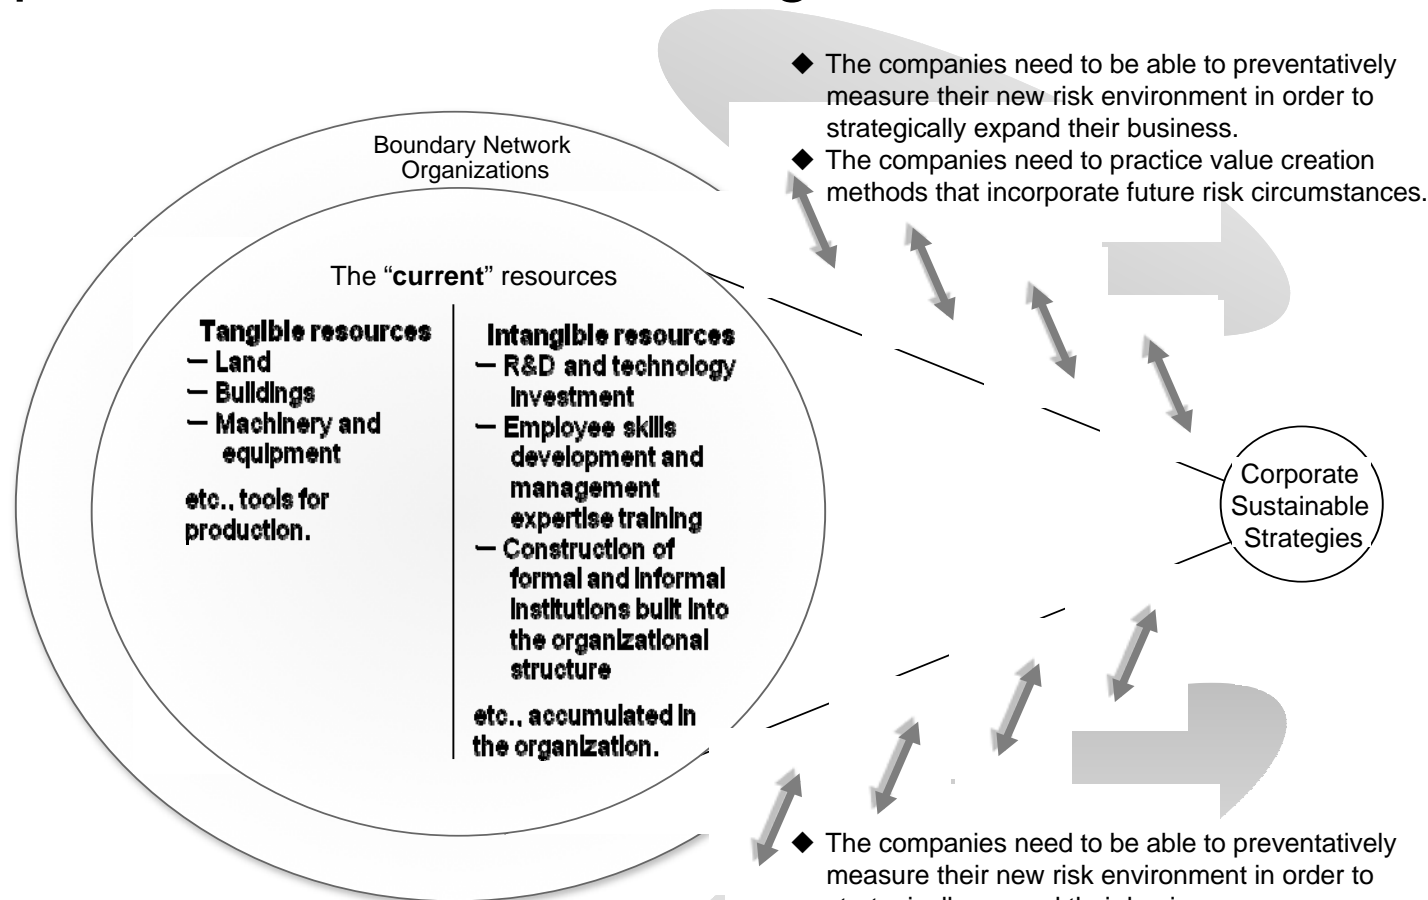 ◆ The companies need to be able to preventatively
measure their new risk environment in order to
strategically expand their business.
◆ The companies need to practice value creation
methods that incorporate future risk circumstances.
Boundary Network
Organizations
The “current” resources
Tangible resources
— Land
— Buildings
— Machinery and
equipment
etc., tools for
production.
Intangible resources
— R&D and technology
investment
— Employee skills
development and
management
expertise training
— Construction of
formal and informal
institutions built into
the organizational
structure
etc., accumulated in
the organization.
Corporate
Sustainable
Strategies
◆ The companies need to be able to preventatively
measure their new risk environment in order to